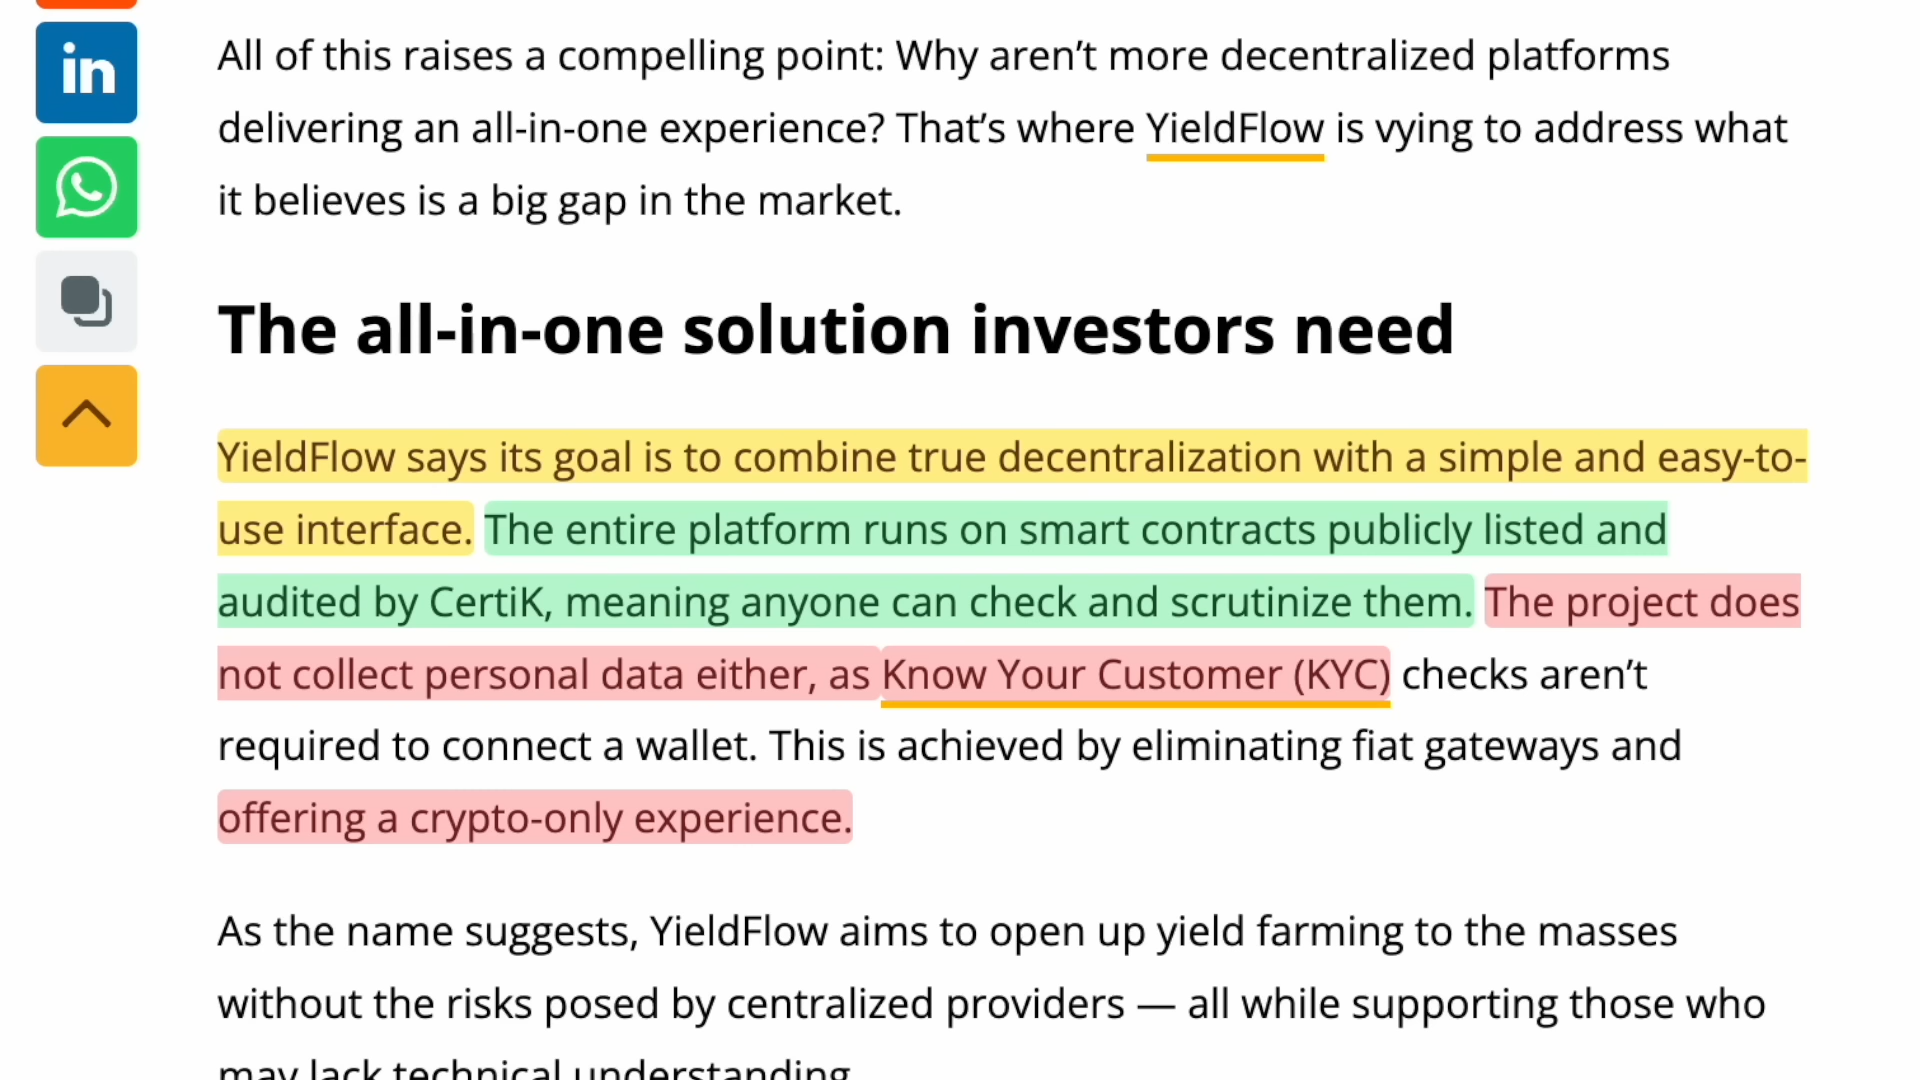 in
All of this raises a compelling point: Why aren’t more decentralized platforms
delivering an all-in-one experience? That’s where YieldFlow is vying to address what
it believes is a big gap in the market.
The all-in-one solution investors need
YieldFlow says its goal is to combine true decentralization with a simple and easy-to-
use interface. The entire platform runs on smart contracts publicly listed and
audited by CertiK, meaning anyone can check and scrutinize them. The project does
not collect personal data either, as Know Your Customer (KYC) checks aren’t
required to connect a wallet. This is achieved by eliminating fiat gateways and
offering a crypto-only experience.
As the name suggests, YieldFlow aims to open up yield farming to the masses
without the risks posed by centralized providers — all while supporting those who
may lack technical understanding.